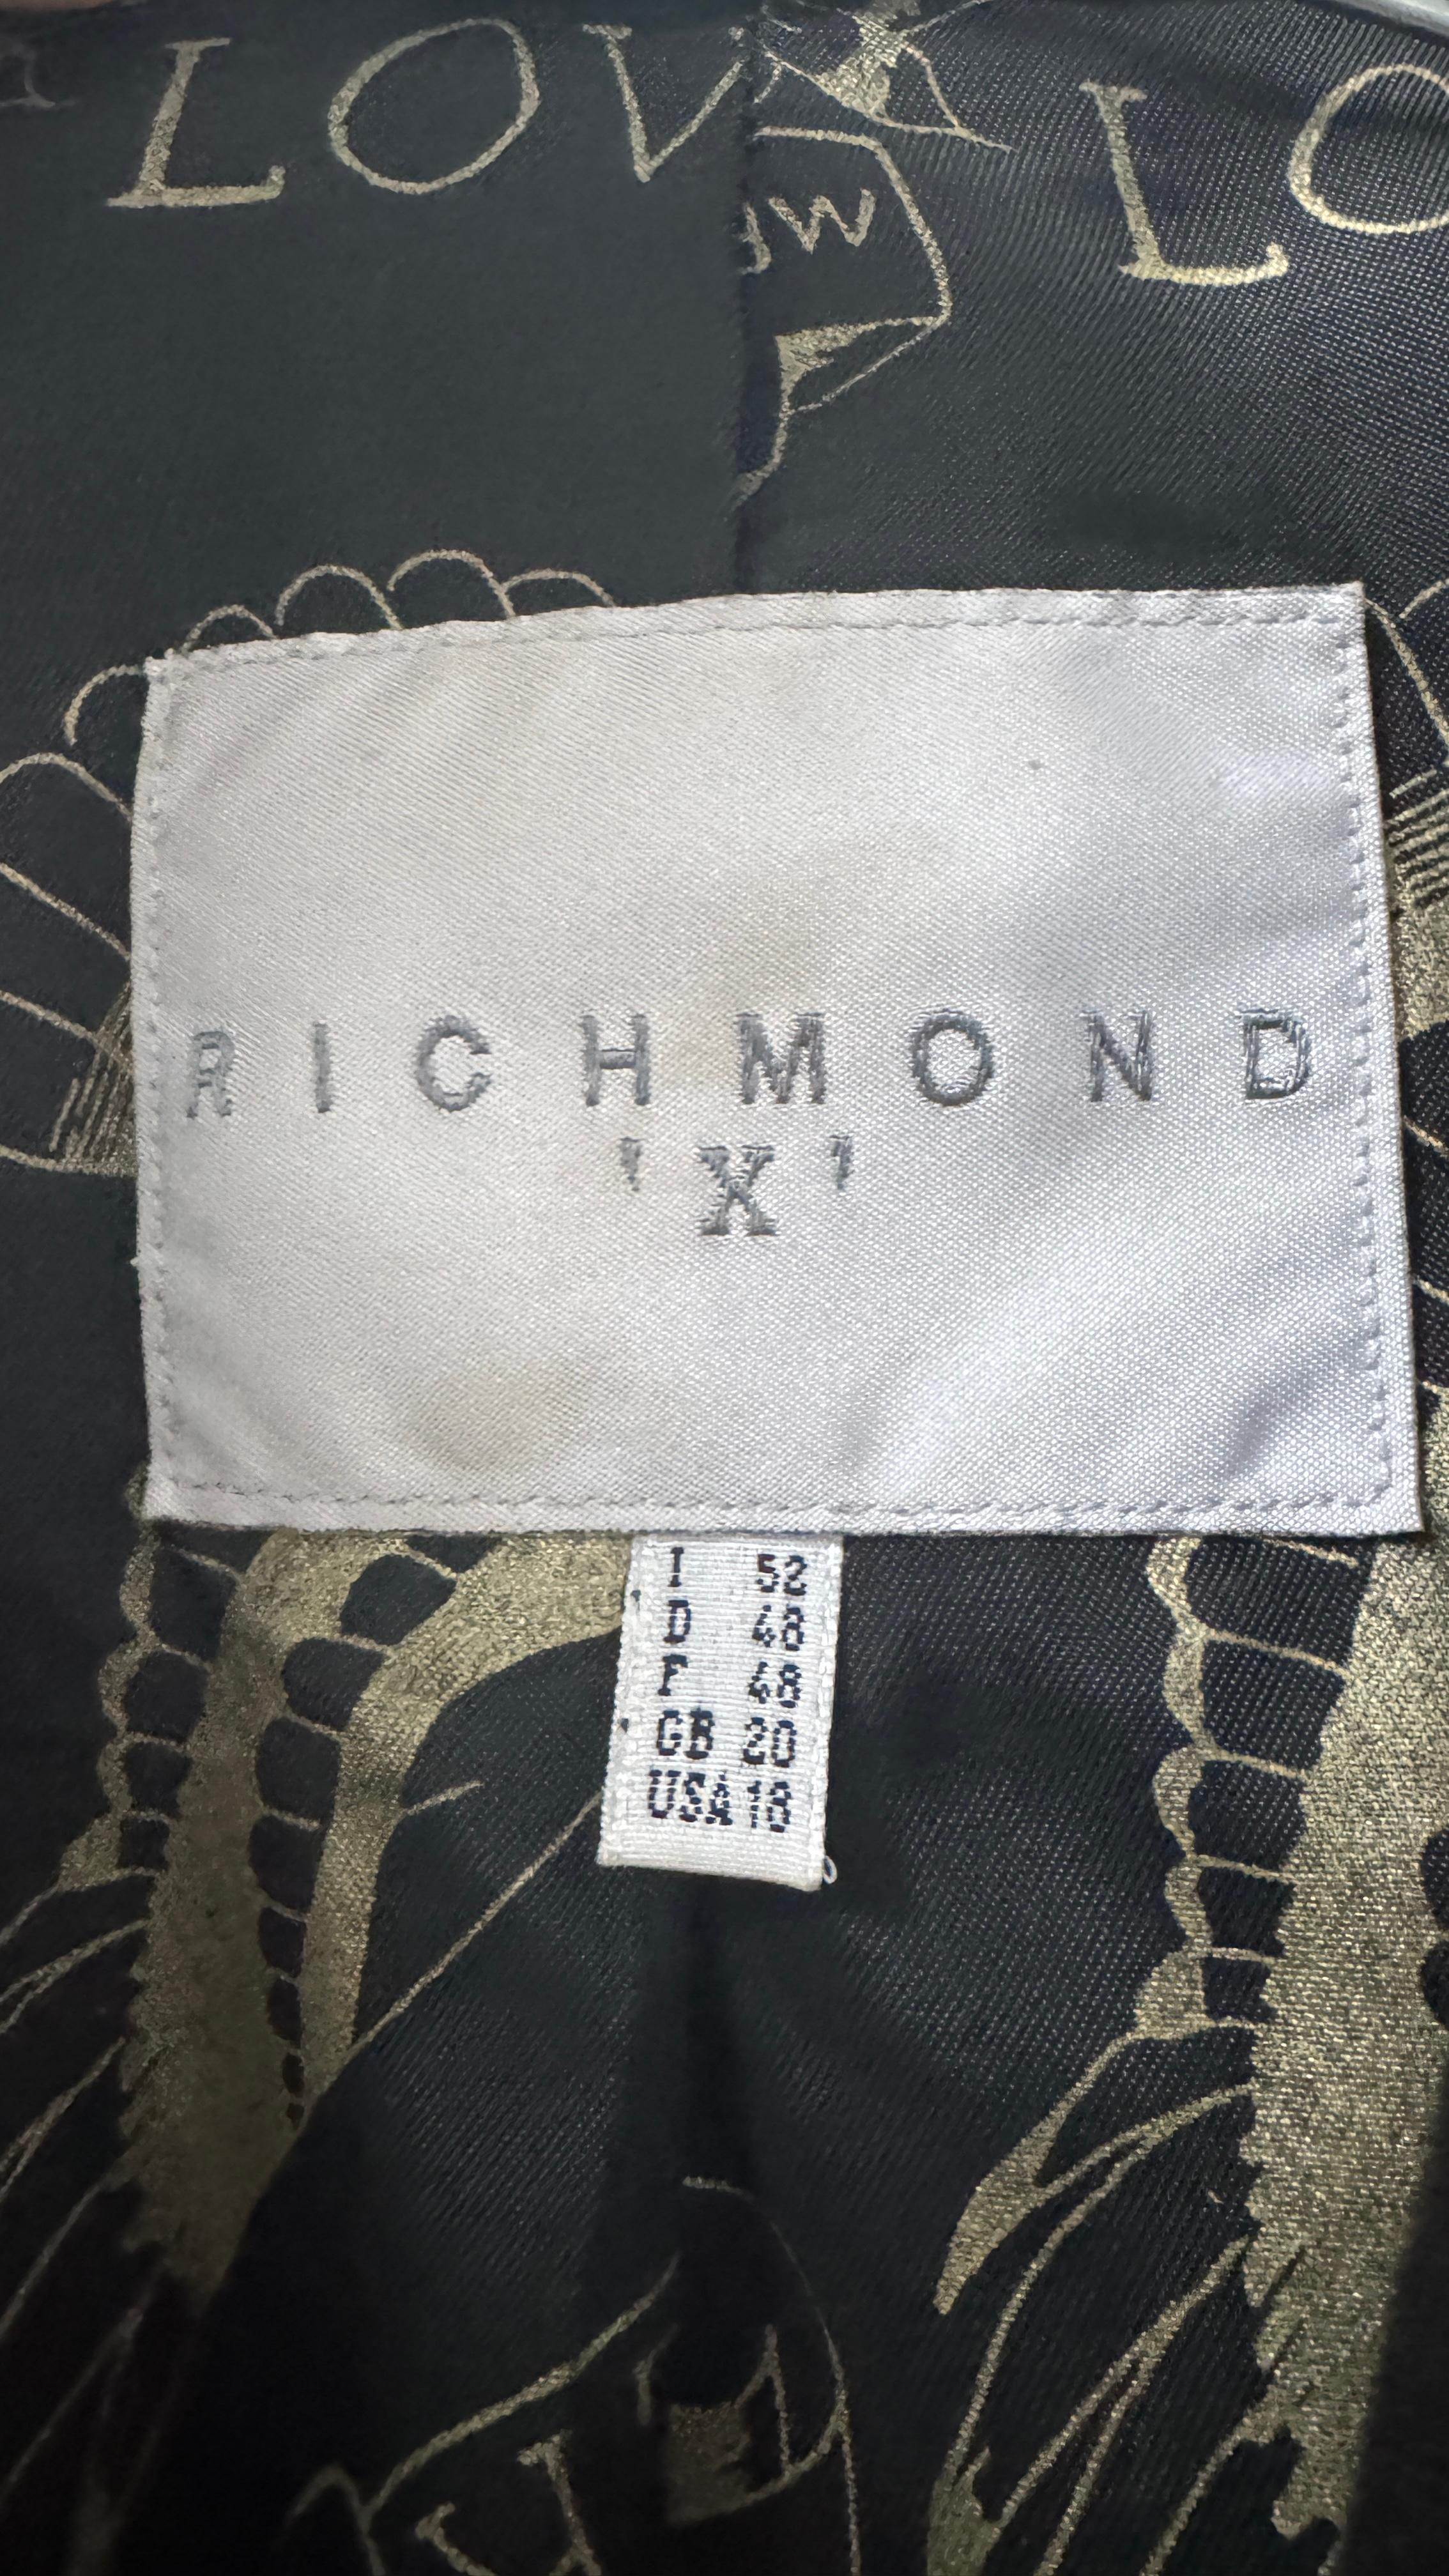 LOV
LO
RICHMOND
'X'
I 52
D 48
F 48
GB 20
USA 18